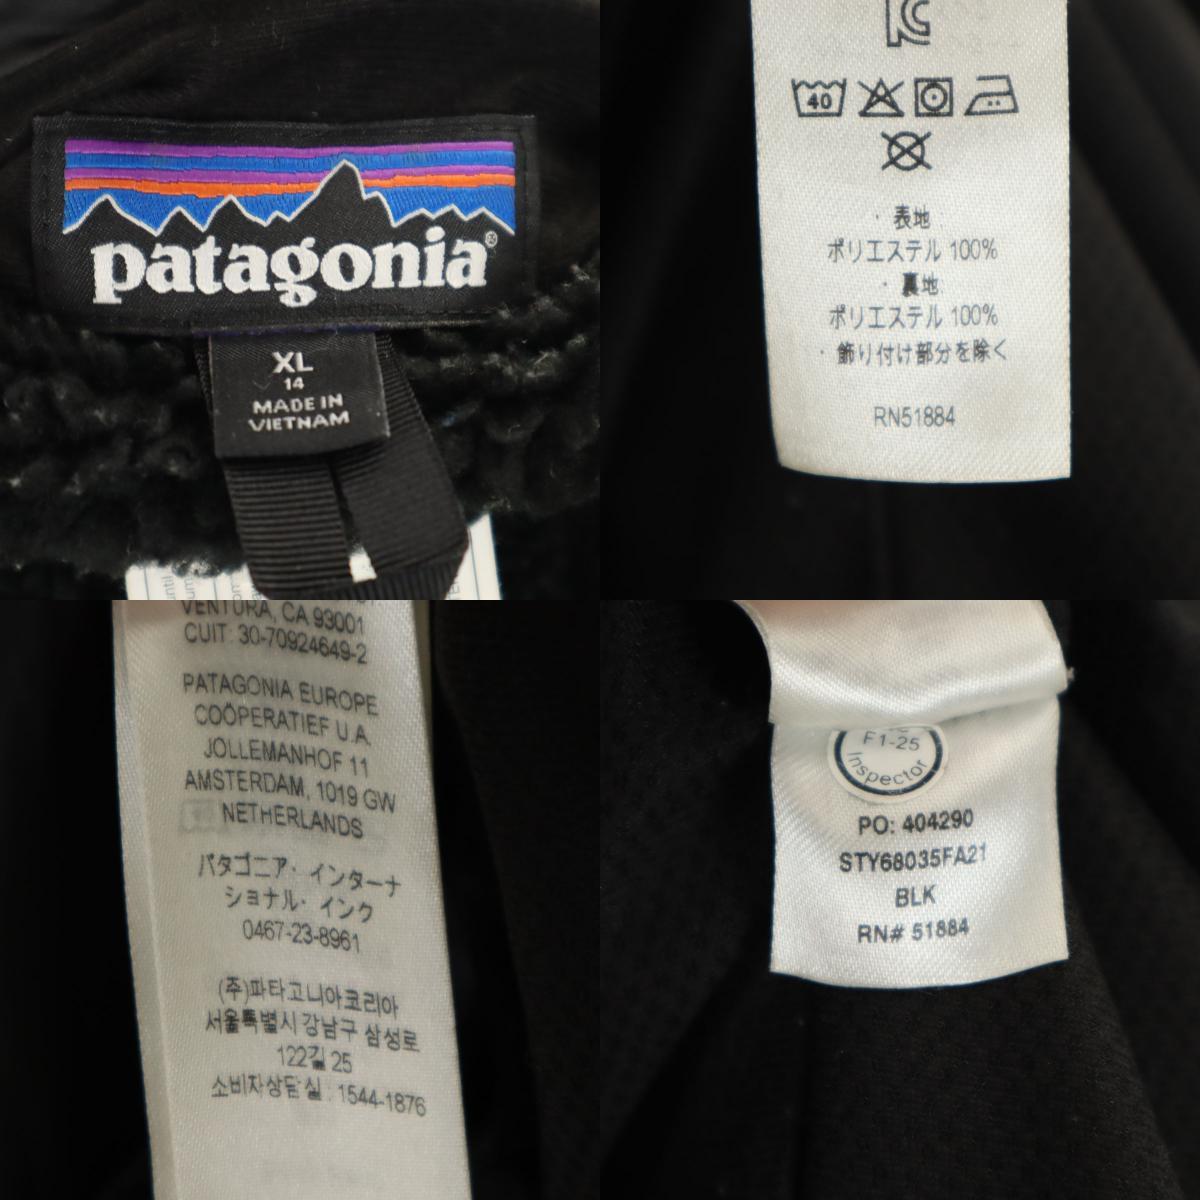 patagonia®
XL
14
MADE IN
VIETNAM
40
・表地
ポリエステル 100%
・裏地
ポリエステル 100%
・飾り付け部分を除く
RN51884
VENTURA, CA 93001
CUIT: 30-70924649-2
PATAGONIA EUROPE
COÖPERATIEF U.A.
JOLLEMANHOF 11
AMSTERDAM, 1019 GW
NETHERLANDS
パタゴニア・インターナ
ショナル・インク
0467-23-8961
(주)파타고니아코리아
서울특별시 강남구 삼성로
122길 25
소비자상담실 : 1544-1876
F1-25
Inspector
PO: 404290
STY68035FA21
BLK
RN# 51884